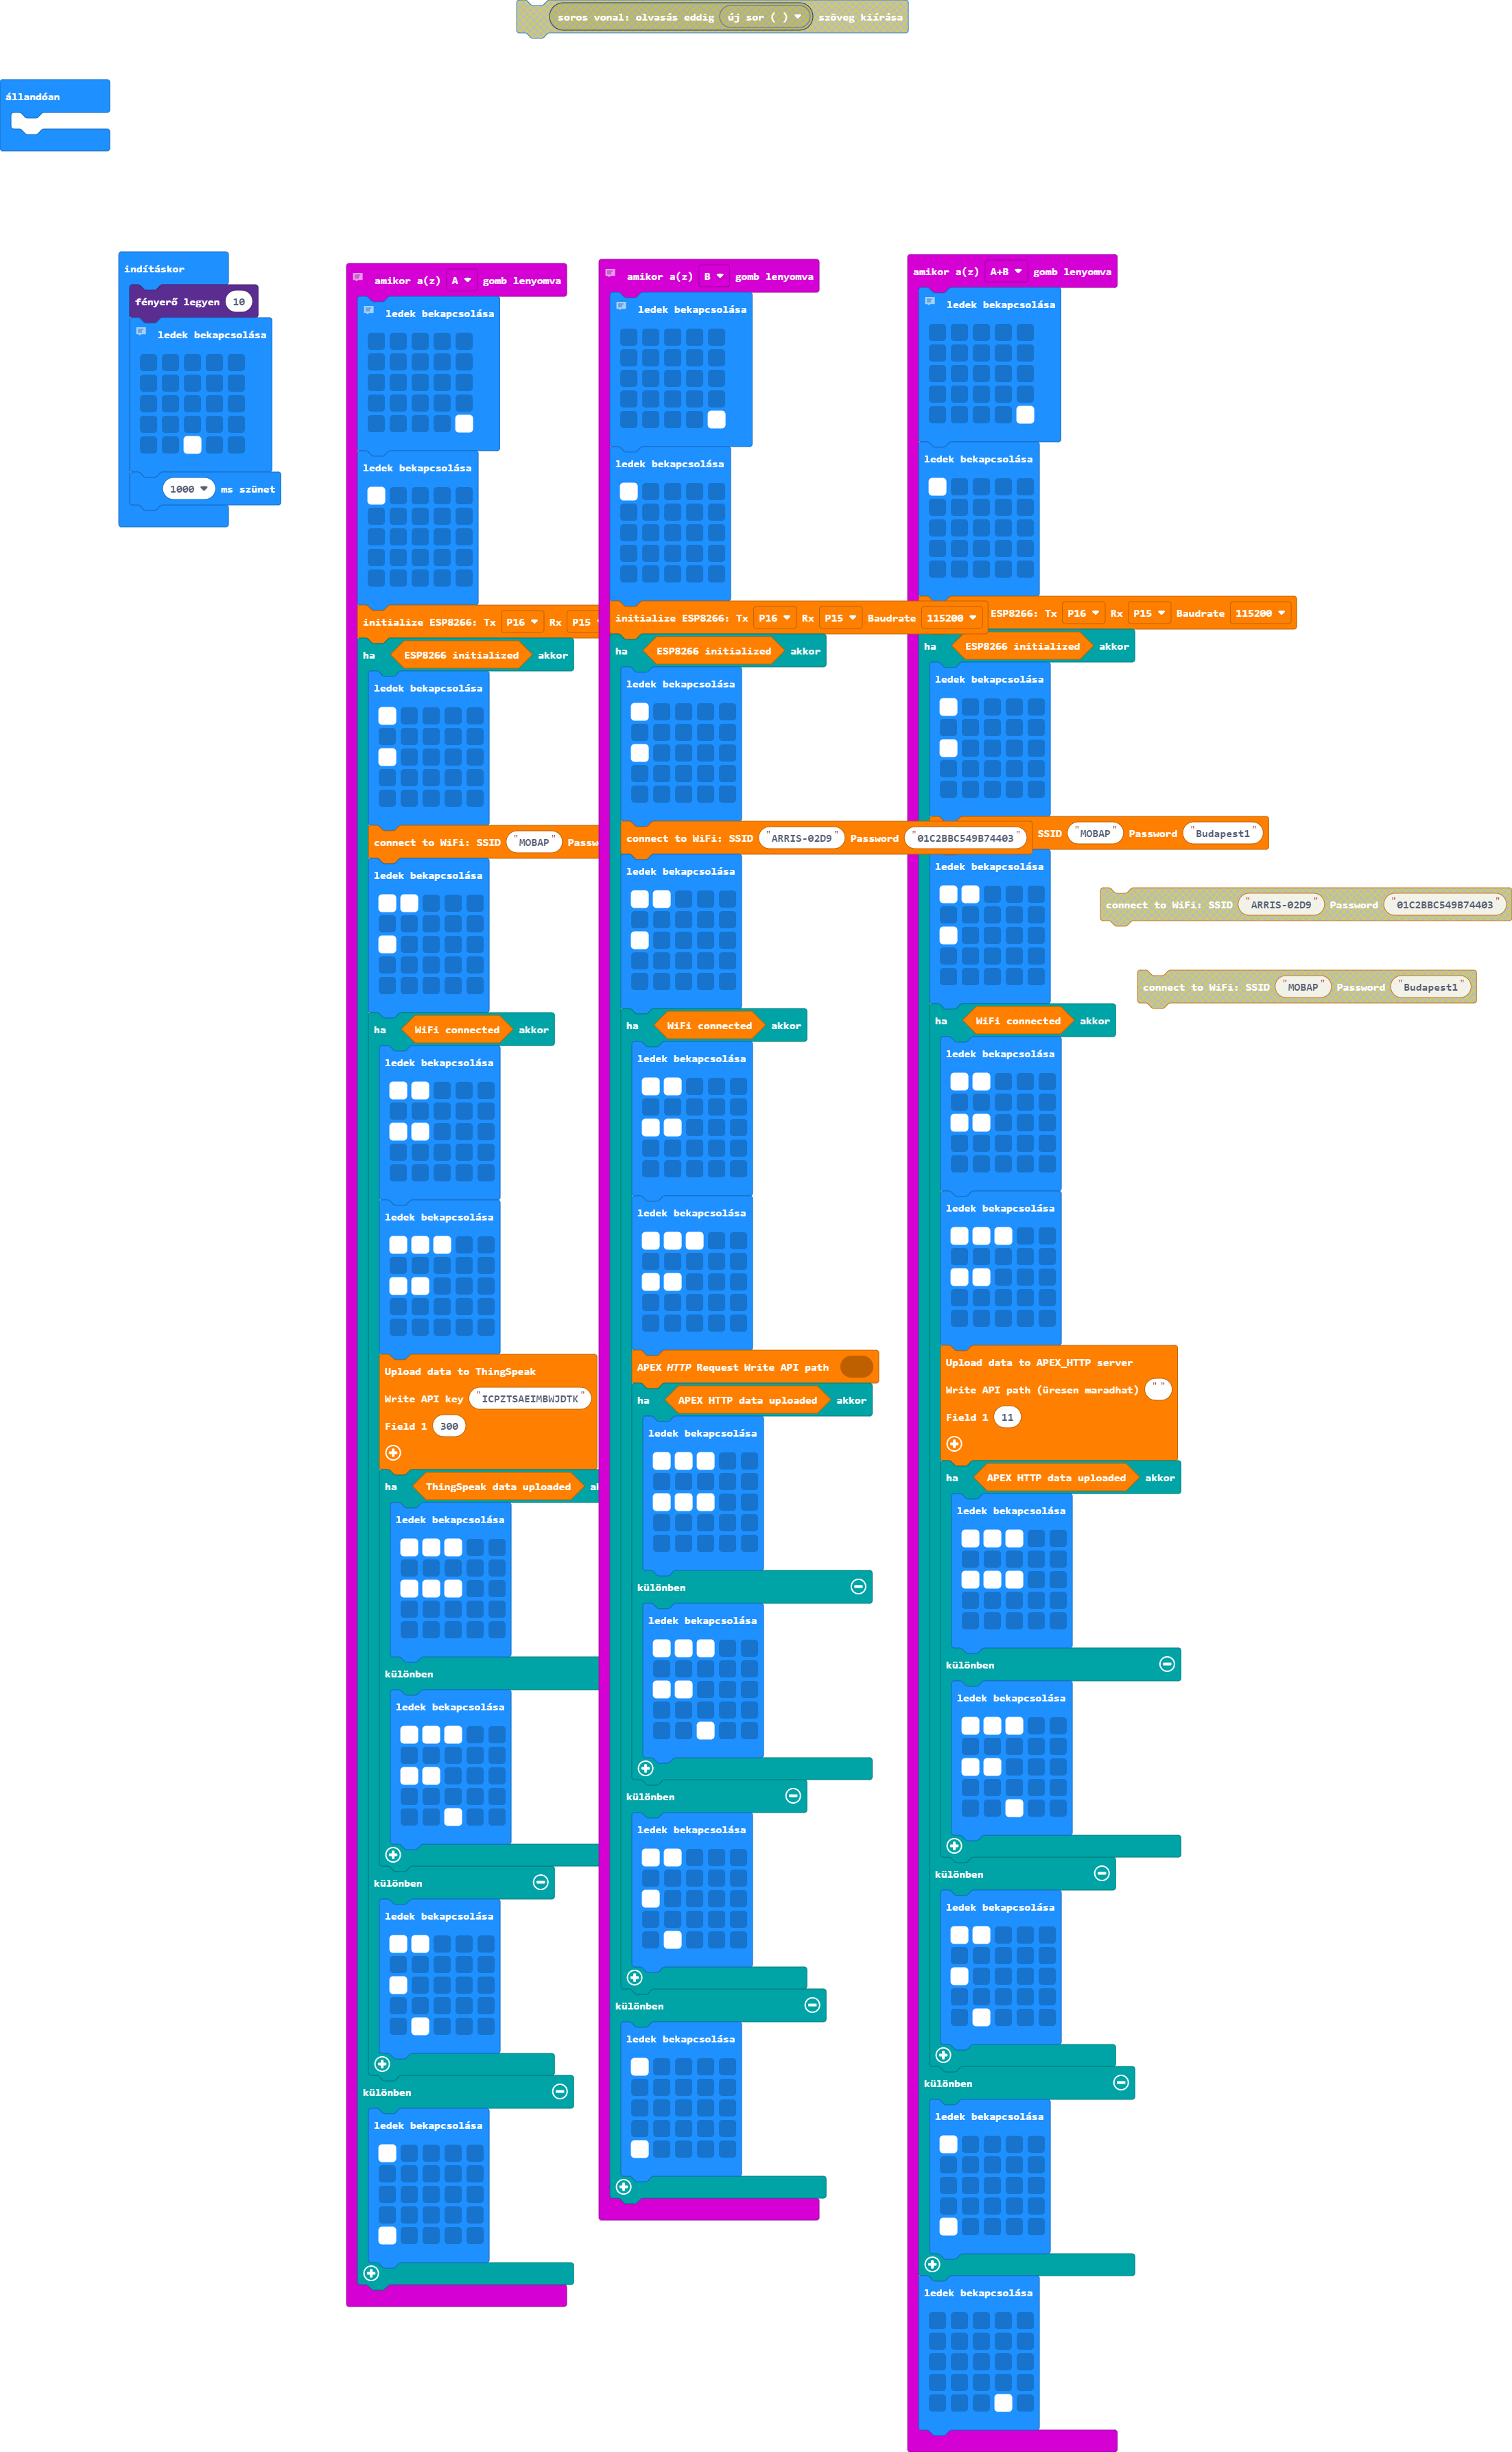 soros vonal: olvasás eddig új sor ( ) szöveg kiírása
állandóan
indításkor
fényerő legyen 10
ledek bekapcsolása
1000 ms szünet
amikor a(z) A gomb lenyomva
ledek bekapcsolása
ledek bekapcsolása
initialize ESP8266: Tx P16 Rx P15
ha ESP8266 initialized akkor
ledek bekapcsolása
connect to WiFi: SSID "MOBAP" Passw
ledek bekapcsolása
ha WiFi connected akkor
ledek bekapcsolása
ledek bekapcsolása
Upload data to ThingSpeak
Write API key "ICPZTSAEIMBWJDTK"
Field 1 300
ha ThingSpeak data uploaded
ledek bekapcsolása
különben
ledek bekapcsolása
különben
ledek bekapcsolása
különben
ledek bekapcsolása
amikor a(z) B gomb lenyomva
ledek bekapcsolása
ledek bekapcsolása
initialize ESP8266: Tx P16 Rx P15 Baudrate 115200
ha ESP8266 initialized akkor
ledek bekapcsolása
connect to WiFi: SSID "ARRIS-02D9" Password "01C2BBC549B74403"
ledek bekapcsolása
ha WiFi connected akkor
ledek bekapcsolása
ledek bekapcsolása
APEX HTTP Request Write API path
ha APEX HTTP data uploaded akkor
ledek bekapcsolása
különben
ledek bekapcsolása
különben
ledek bekapcsolása
különben
ledek bekapcsolása
amikor a(z) A+B gomb lenyomva
ledek bekapcsolása
ledek bekapcsolása
ESP8266: Tx P16 Rx P15 Baudrate 115200
ha ESP8266 initialized akkor
ledek bekapcsolása
SSID "MOBAP" Password "Budapest1"
ledek bekapcsolása
ha WiFi connected akkor
ledek bekapcsolása
ledek bekapcsolása
Upload data to APEX_HTTP server
Write API path (üresen maradhat) ""
Field 1 11
ha APEX HTTP data uploaded akkor
ledek bekapcsolása
különben
ledek bekapcsolása
különben
ledek bekapcsolása
különben
ledek bekapcsolása
ledek bekapcsolása
connect to WiFi: SSID "ARRIS-02D9" Password "01C2BBC549B74403"
connect to WiFi: SSID "MOBAP" Password "Budapest1"